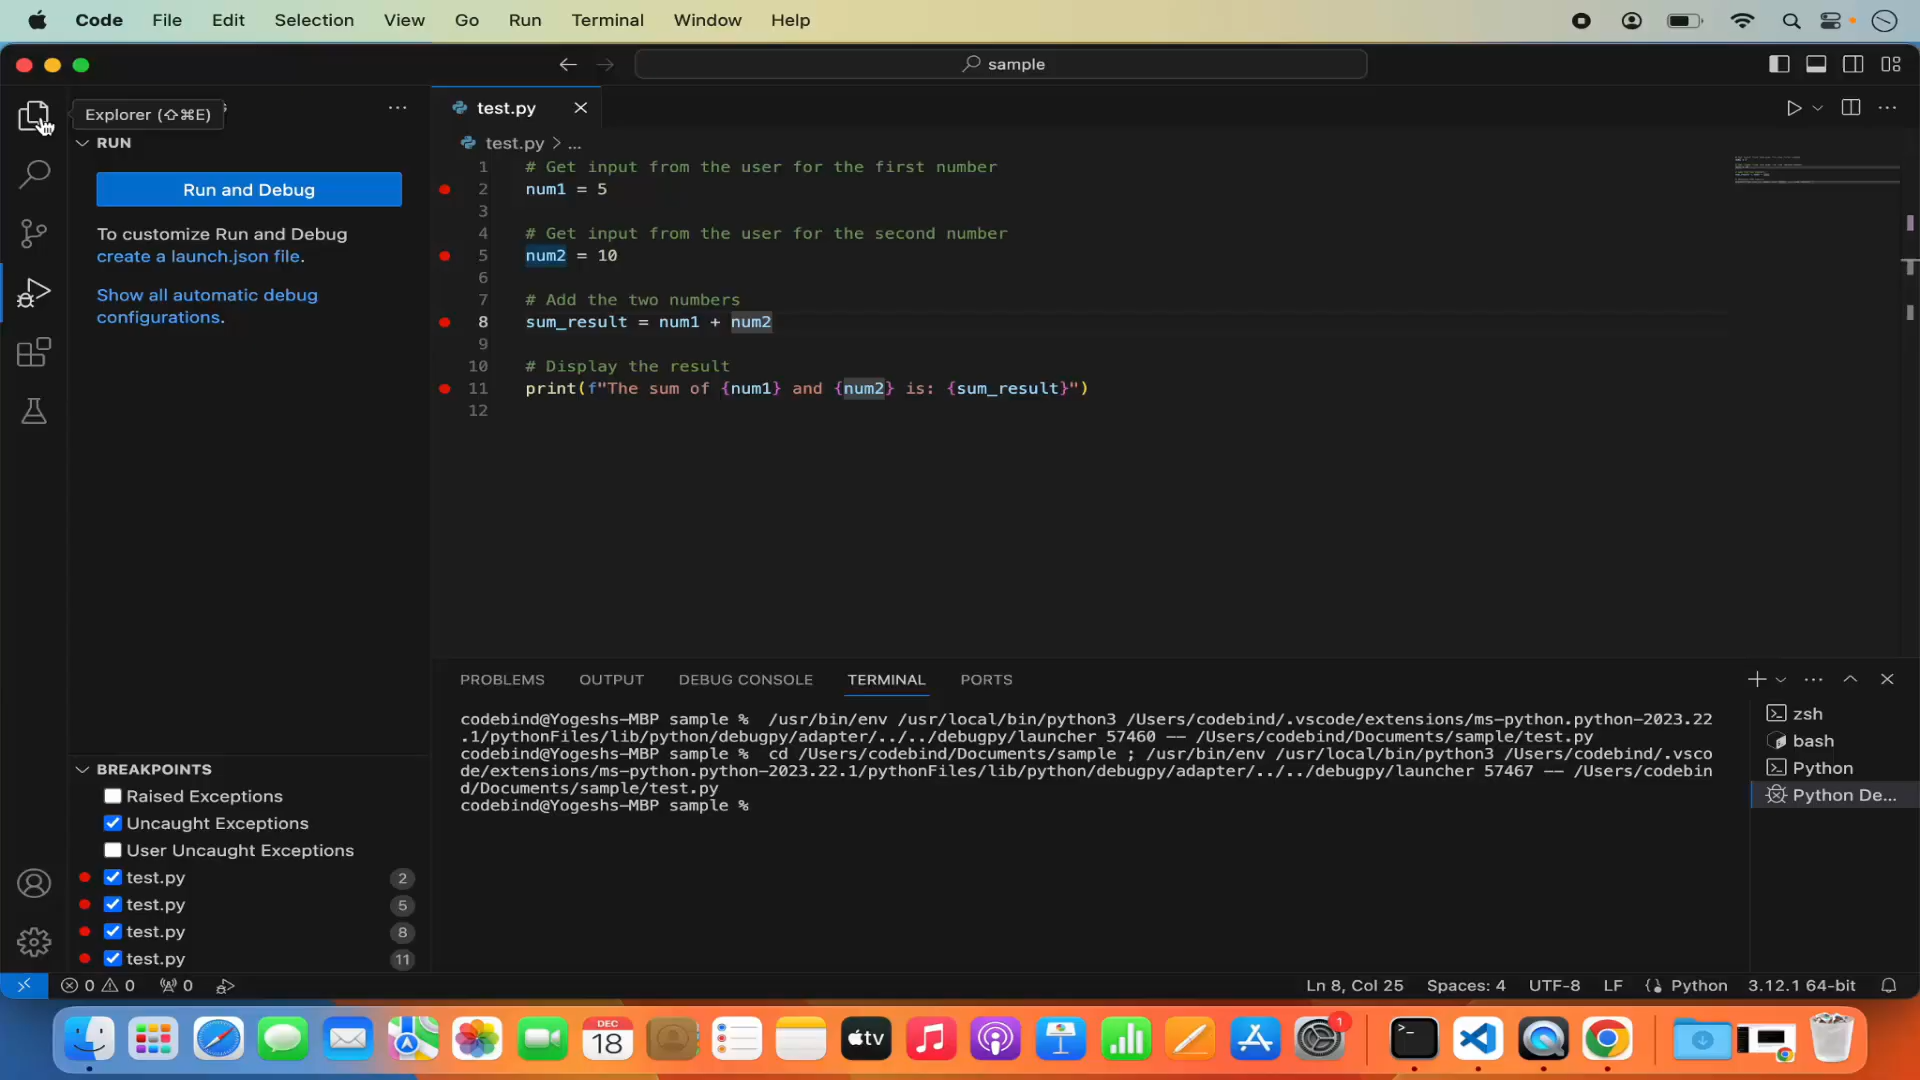 Code File Edit Selection View Go Run Terminal Window Help
sample
Explorer (⇧⌘E)
RUN
Run and Debug
To customize Run and Debug
create a launch.json file.
Show all automatic debug
configurations.
test.py
test.py > ...
1 # Get input from the user for the first number
2 num1 = 5
3
4 # Get input from the user for the second number
5 num2 = 10
6
7 # Add the two numbers
8 sum_result = num1 + num2
9
10 # Display the result
11 print(f"The sum of {num1} and {num2} is: {sum_result}")
12
PROBLEMS OUTPUT DEBUG CONSOLE TERMINAL PORTS
codebind@Yogeshs-MBP sample %  /usr/bin/env /usr/local/bin/python3 /Users/codebind/.vscode/extensions/ms-python.python-2023.22
.1/pythonFiles/lib/python/debugpy/adapter/../../debugpy/launcher 57460 -- /Users/codebind/Documents/sample/test.py
codebind@Yogeshs-MBP sample %  cd /Users/codebind/Documents/sample ; /usr/bin/env /usr/local/bin/python3 /Users/codebind/.vsco
de/extensions/ms-python.python-2023.22.1/pythonFiles/lib/python/debugpy/adapter/../../debugpy/launcher 57467 -- /Users/codebin
d/Documents/sample/test.py
codebind@Yogeshs-MBP sample %
zsh
bash
Python
Python De...
BREAKPOINTS
Raised Exceptions
Uncaught Exceptions
User Uncaught Exceptions
test.py 2
test.py 5
test.py 8
test.py 11
0 0 0
Ln 8, Col 25 Spaces: 4 UTF-8 LF Python 3.12.1 64-bit
DEC
18
tv
1